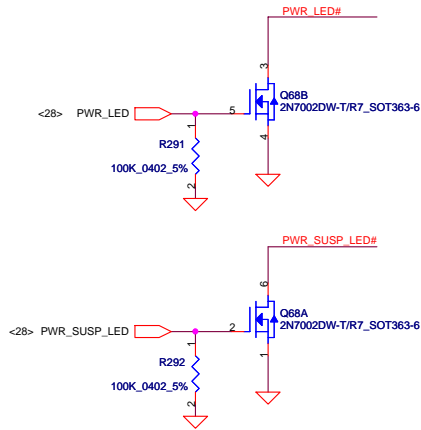 PWR_LED#
3
Q68B
2N7002DW-T/R7_SOT363-6
<28> PWR_LED
5
1
4
R291
100K_0402_5%
2
PWR_SUSP_LED#
6
Q68A
2N7002DW-T/R7_SOT363-6
<28> PWR_SUSP_LED
2
1
1
R292
100K_0402_5%
2